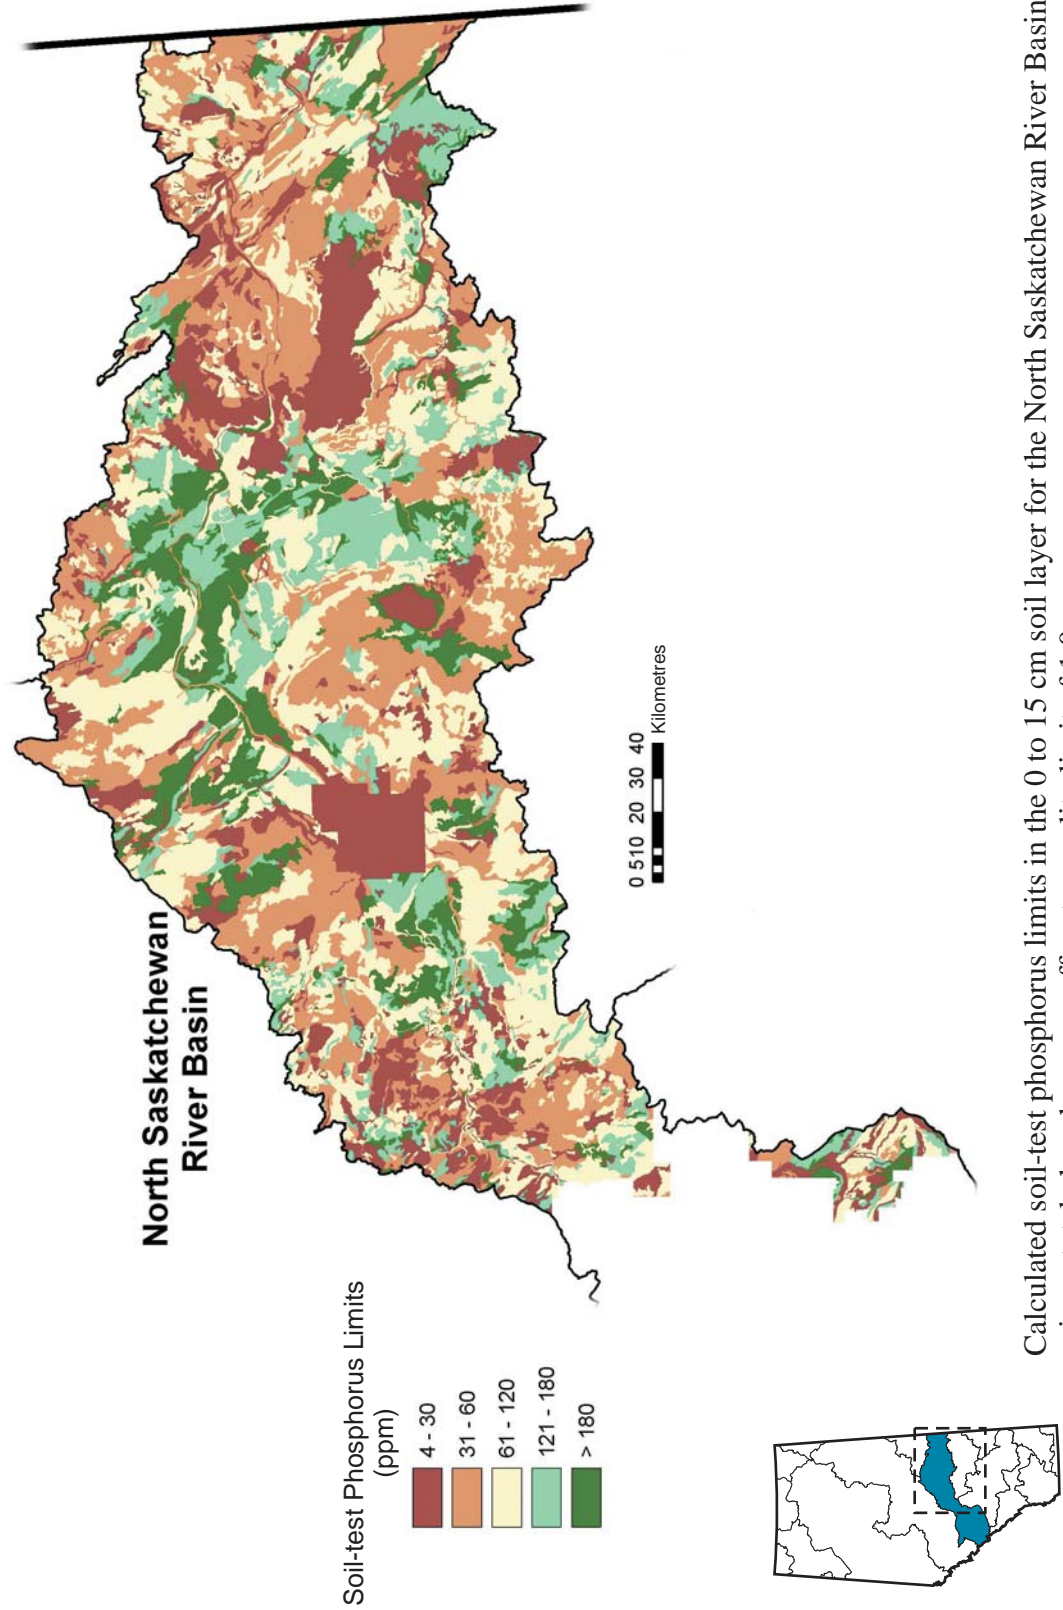 North Saskatchewan
River Basin
Soil-test Phosphorus Limits
(ppm)
4 - 30
31 - 60
61 - 120
121 - 180
> 180
0 5 10 20 30 40
Kilometres
Calculated soil-test phosphorus limits in the 0 to 15 cm soil layer for the North Saskatchewan River Basin